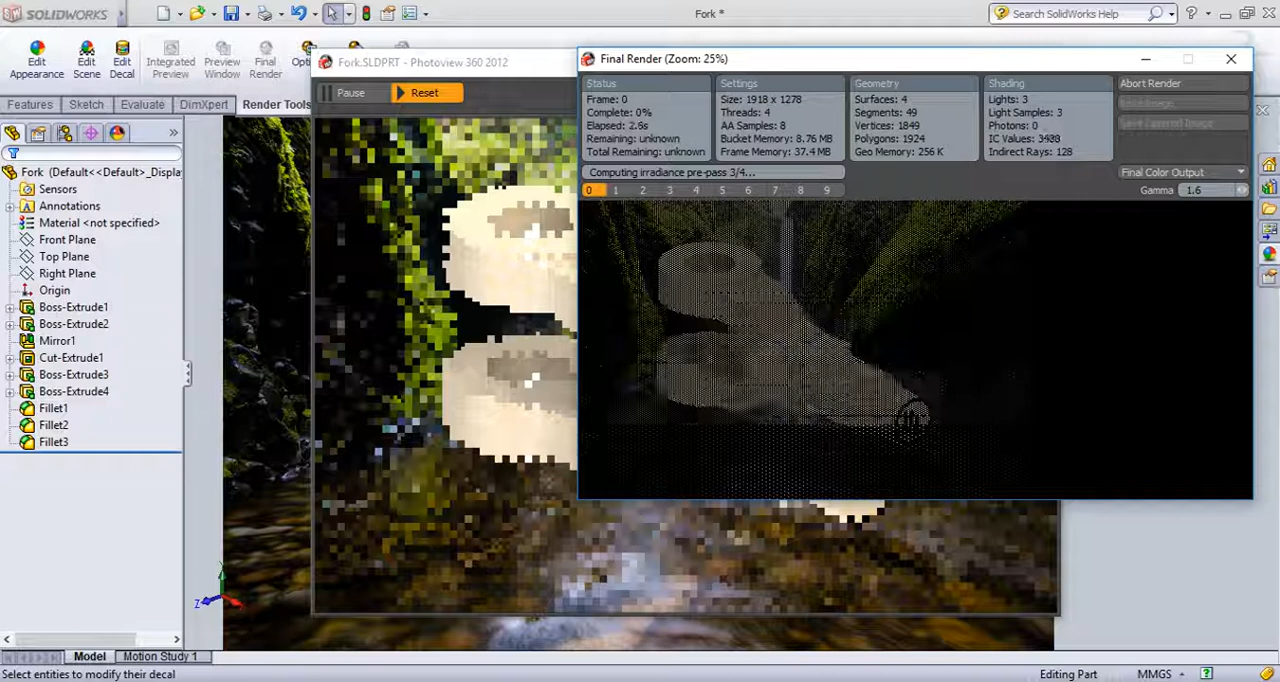 SOLIDWORKS
Fork *
Search SolidWorks Help
Edit Appearance
Edit Scene
Edit Decal
Integrated Preview
Preview Window
Final Render
Features
Sketch
Evaluate
DimXpert
Render Tools
Fork.SLDPRT - Photoview 360 2012
Pause
Reset
Final Render (Zoom: 25%)
Status
Frame: 0
Complete: 0%
Elapsed: 2.6s
Remaining: unknown
Total Remaining: unknown
Settings
Size: 1918 x 1278
Threads: 4
AA Samples: 8
Bucket Memory: 8.76 MB
Frame Memory: 37.4 MB
Geometry
Surfaces: 4
Segments: 49
Vertices: 1849
Polygons: 1924
Geo Memory: 256 K
Shading
Lights: 3
Light Samples: 3
Photons: 0
IC Values:
Indirect Rays: 128
Abort Render
Save Layered Image
Final Color Output
Gamma 1.6
Computing irradiance pre-pass 3/4...
0 1 2 3 4 5 6 7 8 9
Fork (Default<<Default>_Displa
Sensors
Annotations
Material <not specified>
Front Plane
Top Plane
Right Plane
Origin
Boss-Extrude1
Boss-Extrude2
Mirror1
Cut-Extrude1
Boss-Extrude3
Boss-Extrude4
Fillet1
Fillet2
Fillet3
Z
Model
Motion Study 1
Select entities to modify their decal
Editing Part
MMGS